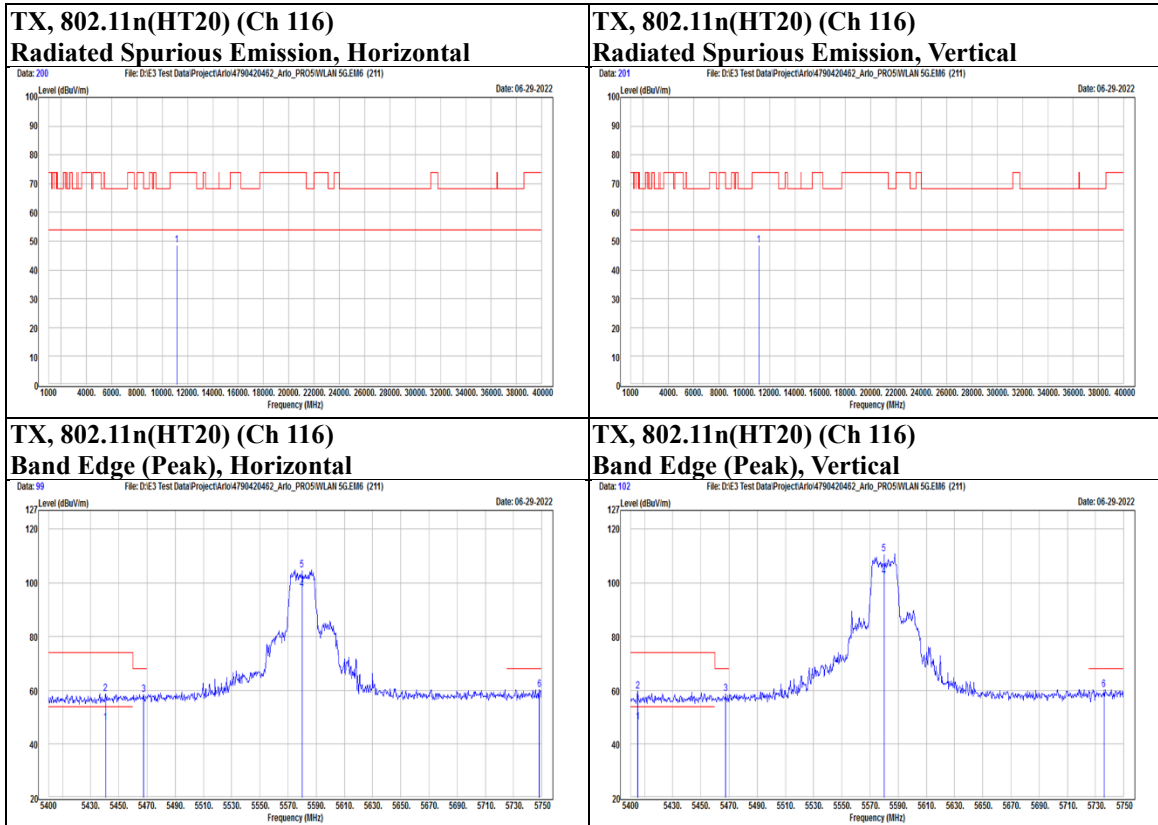 TX, 802.11n(HT20) (Ch 116)
Radiated Spurious Emission, Horizontal
Data: 200 File: D:\E3 Test Data\Project\Arlo\4790420462_Arlo_PRO5\WLAN 5G.EM6 (211)
Level (dBuV/m) Date: 06-29-2022
100
90
80
70
60
50
40
30
20
10
0
1
1000 4000. 6000. 8000. 10000. 12000. 14000. 16000. 18000. 20000. 22000. 24000. 26000. 28000. 30000. 32000. 34000. 36000. 38000. 40000
Frequency (MHz)
TX, 802.11n(HT20) (Ch 116)
Radiated Spurious Emission, Vertical
Data: 201 File: D:\E3 Test Data\Project\Arlo\4790420462_Arlo_PRO5\WLAN 5G.EM6 (211)
Level (dBuV/m) Date: 06-29-2022
100
90
80
70
60
50
40
30
20
10
0
1
1000 4000. 6000. 8000. 10000. 12000. 14000. 16000. 18000. 20000. 22000. 24000. 26000. 28000. 30000. 32000. 34000. 36000. 38000. 40000
Frequency (MHz)
TX, 802.11n(HT20) (Ch 116)
Band Edge (Peak), Horizontal
Data: 99 File: D:\E3 Test Data\Project\Arlo\4790420462_Arlo_PRO5\WLAN 5G.EM6 (211)
Level (dBuV/m) Date: 06-29-2022
127
120
100
80
60
40
20
5
4
2 3 6
1
5400 5430. 5450. 5470. 5490. 5510. 5530. 5550. 5570. 5590. 5610. 5630. 5650. 5670. 5690. 5710. 5730. 5750
Frequency (MHz)
TX, 802.11n(HT20) (Ch 116)
Band Edge (Peak), Vertical
Data: 102 File: D:\E3 Test Data\Project\Arlo\4790420462_Arlo_PRO5\WLAN 5G.EM6 (211)
Level (dBuV/m) Date: 06-29-2022
127
120
100
80
60
40
20
5
4
2 3 6
1
5400 5430. 5450. 5470. 5490. 5510. 5530. 5550. 5570. 5590. 5610. 5630. 5650. 5670. 5690. 5710. 5730. 5750
Frequency (MHz)